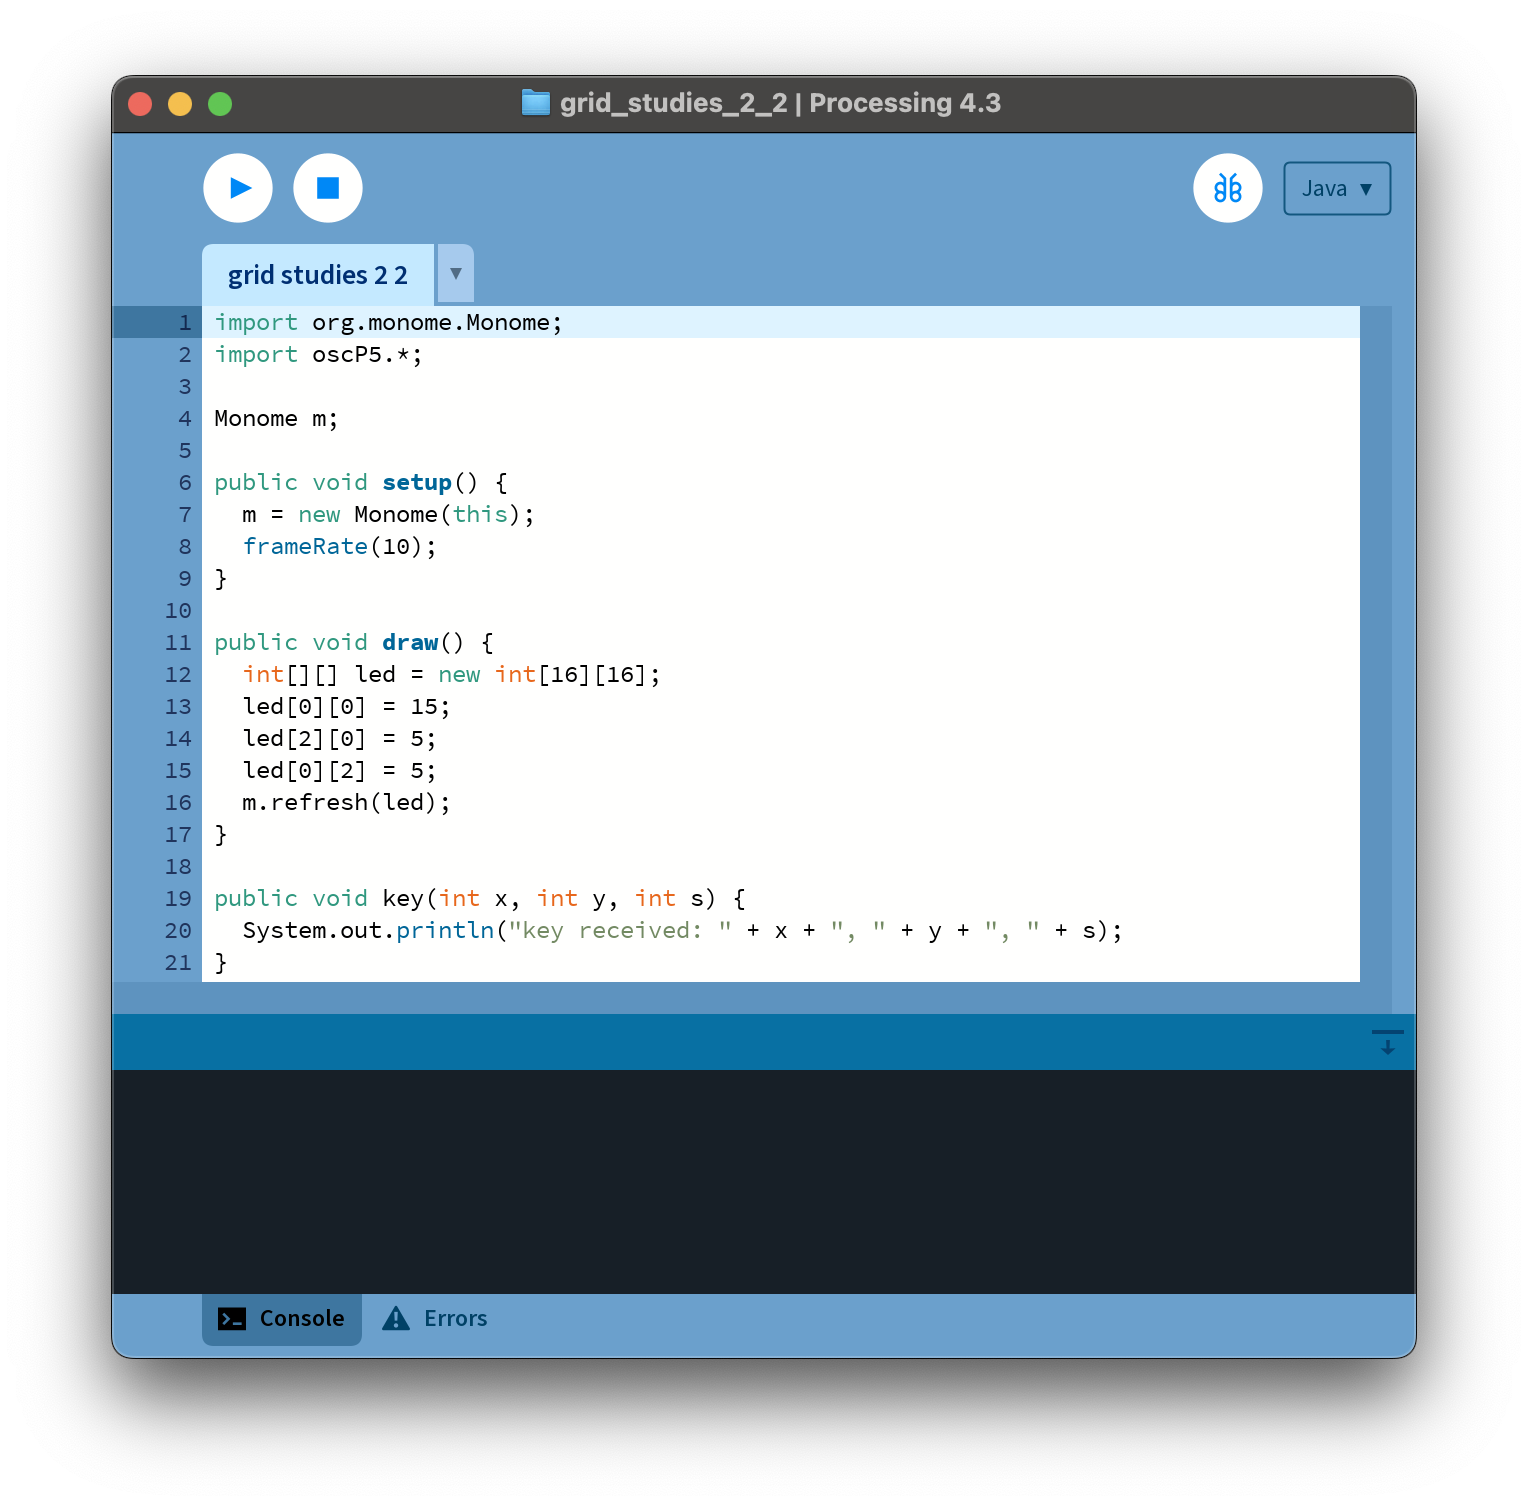 grid_studies_2_2 | Processing 4.3
Java ▼
grid studies 2 2 ▼
1 import org.monome.Monome;
2 import oscP5.*;
3
4 Monome m;
5
6 public void setup() {
7   m = new Monome(this);
8   frameRate(10);
9 }
10
11 public void draw() {
12   int[][] led = new int[16][16];
13   led[0][0] = 15;
14   led[2][0] = 5;
15   led[0][2] = 5;
16   m.refresh(led);
17 }
18
19 public void key(int x, int y, int s) {
20   System.out.println("key received: " + x + ", " + y + ", " + s);
21 }
Console Errors